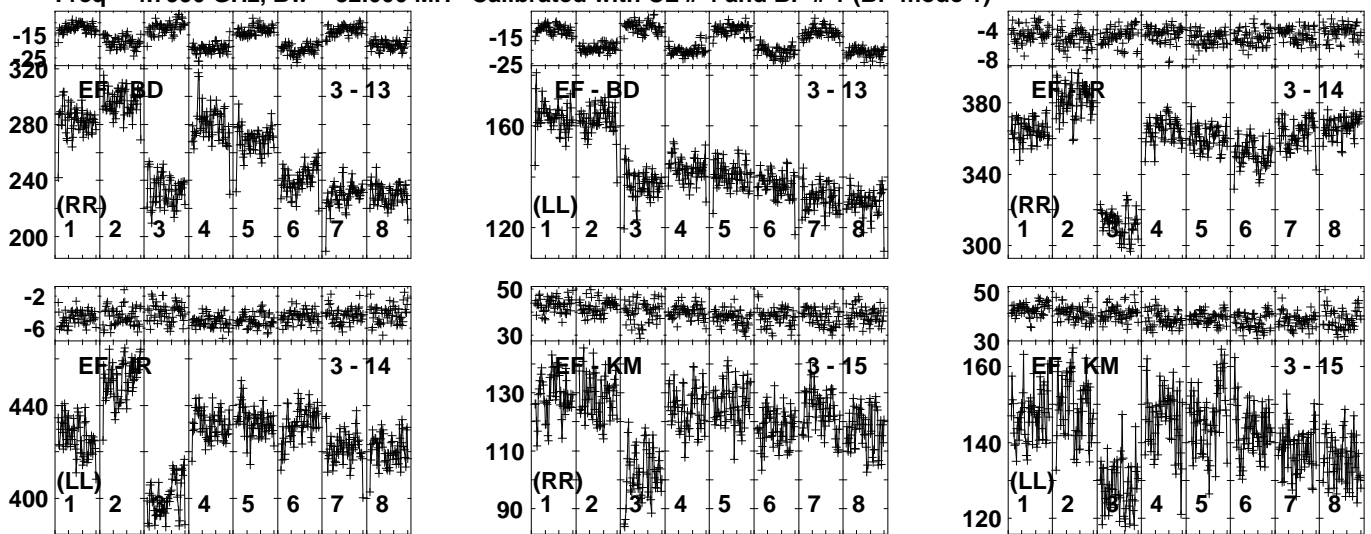 -15 -25 -15 -25 -4 -8
320 EF - BD 3 - 13 EF - BD 3 - 13 EF - IR 3 - 14
280 160 380
240 340
(RR) (LL) (RR)
1 2 3 4 5 6 7 8 1 2 3 4 5 6 7 8 1 2 3 4 5 6 7 8
200 120 300
-2 -6 50 30 50 30
EF - IR 3 - 14 EF - KM 3 - 15 EF - KM 3 - 15
440 130 160
110 140
(LL) (RR) (LL)
400 1 2 3 4 5 6 7 8 1 2 3 4 5 6 7 8 1 2 3 4 5 6 7 8
90 120